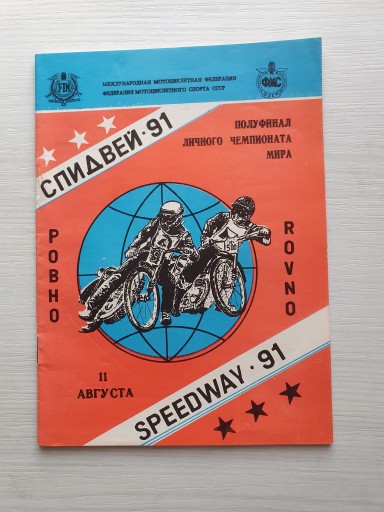 МЕЖДУНАРОДНАЯ МОТОЦИКЛЕТНАЯ ФЕДЕРАЦИЯ
ФЕДЕРАЦИЯ МОТОЦИКЛЕТНОГО СПОРТА СССР
ФМС
СПИДВЕЙ·91
ПОЛУФИНАЛ
ЛИЧНОГО ЧЕМПИОНАТА
МИРА
РОВНО
ROVNO
11
АВГУСТА
SPEEDWAY·91